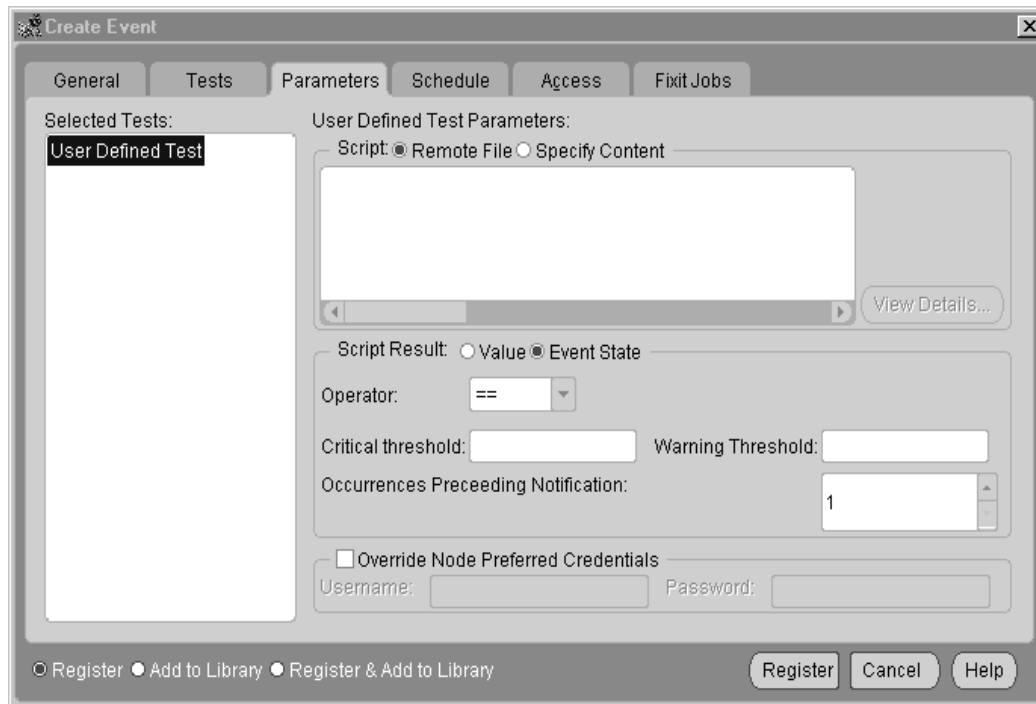 Create Event
General Tests Parameters Schedule Access Fixit Jobs
Selected Tests:
User Defined Test
User Defined Test Parameters:
Script: Remote File Specify Content
View Details...
Script Result: Value Event State
Operator: ==
Critical threshold: Warning Threshold:
Occurrences Preceeding Notification: 1
Override Node Preferred Credentials
Username: Password:
Register Add to Library Register & Add to Library
Register Cancel Help